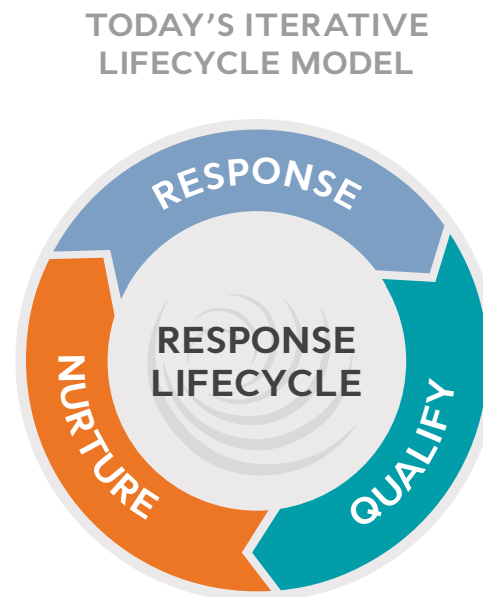 TODAY'S ITERATIVE
LIFECYCLE MODEL
RESPONSE
RESPONSE
LIFECYCLE
NURTURE
QUALIFY